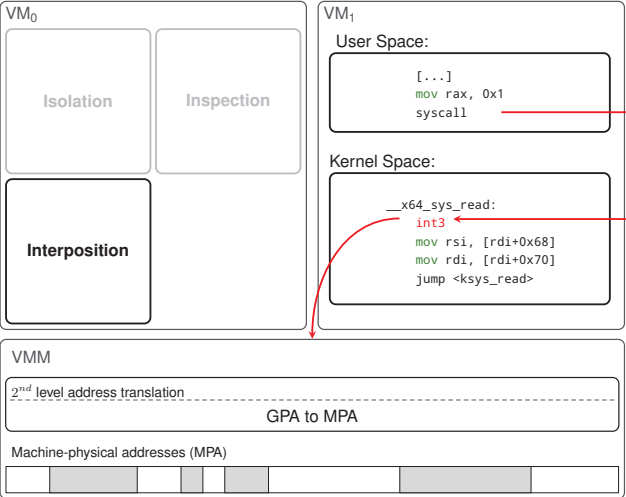 VM₀
Isolation
Inspection
Interposition
VM₁
User Space:
[...]
mov rax, 0x1
syscall
Kernel Space:
__x64_sys_read:
int3
mov rsi, [rdi+0x68]
mov rdi, [rdi+0x70]
jump <ksys_read>
VMM
2ⁿᵈ level address translation
GPA to MPA
Machine-physical addresses (MPA)